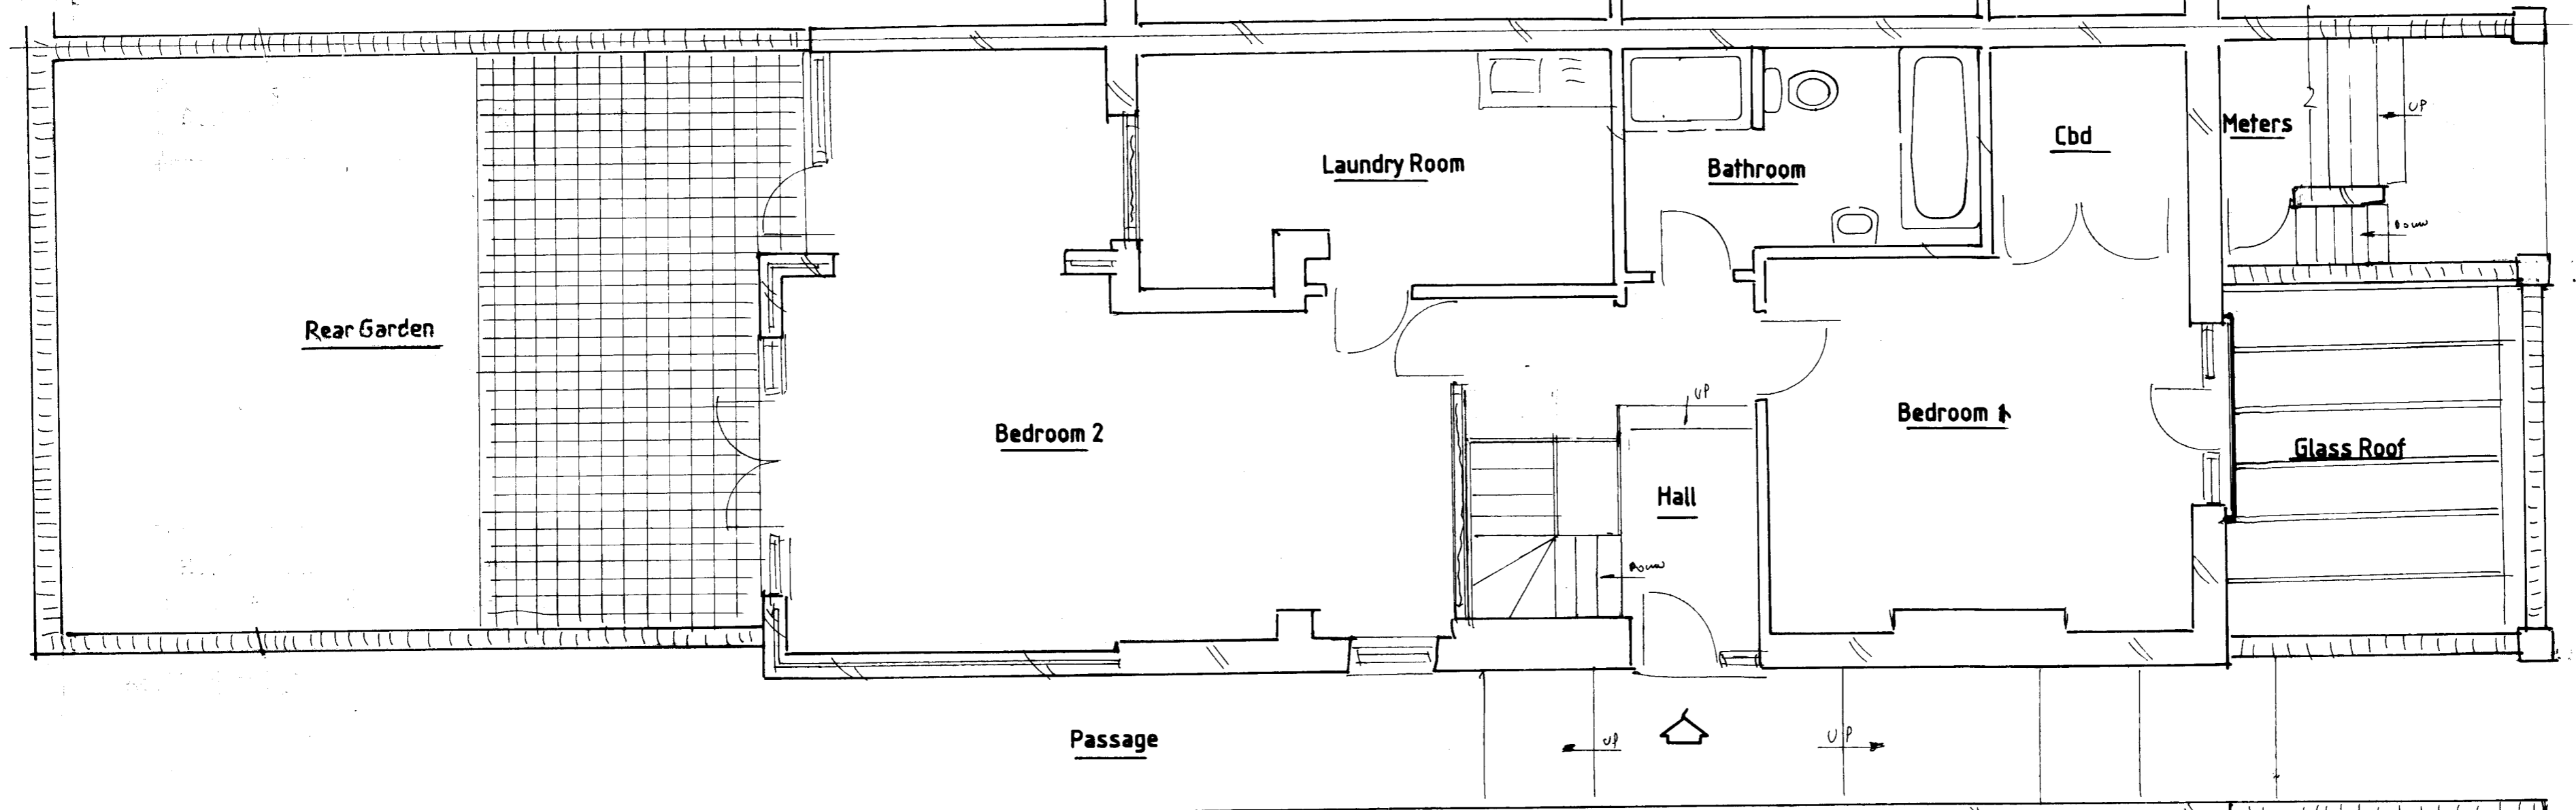 Meters
UP
Cbd
Laundry Room
Bathroom
Down
Rear Garden
UP
Bedroom 1
Bedroom 2
Glass Roof
Hall
Down
Passage
UP
UP